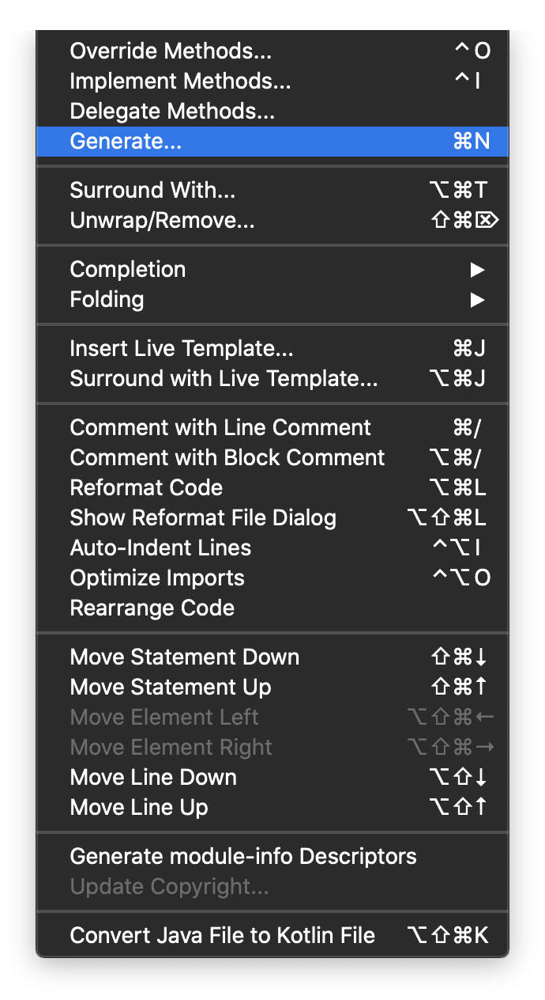 Override Methods... ^O
Implement Methods... ^I
Delegate Methods...
Generate... ⌘N
Surround With... ⌥⌘T
Unwrap/Remove... ⇧⌘⌦
Completion ▶
Folding ▶
Insert Live Template... ⌘J
Surround with Live Template... ⌥⌘J
Comment with Line Comment ⌘/
Comment with Block Comment ⌥⌘/
Reformat Code ⌥⌘L
Show Reformat File Dialog ⌥⇧⌘L
Auto-Indent Lines ^⌥I
Optimize Imports ^⌥O
Rearrange Code
Move Statement Down ⇧⌘↓
Move Statement Up ⇧⌘↑
Move Element Left ⌥⇧⌘←
Move Element Right ⌥⇧⌘→
Move Line Down ⌥⇧↓
Move Line Up ⌥⇧↑
Generate module-info Descriptors
Update Copyright...
Convert Java File to Kotlin File ⌥⇧⌘K